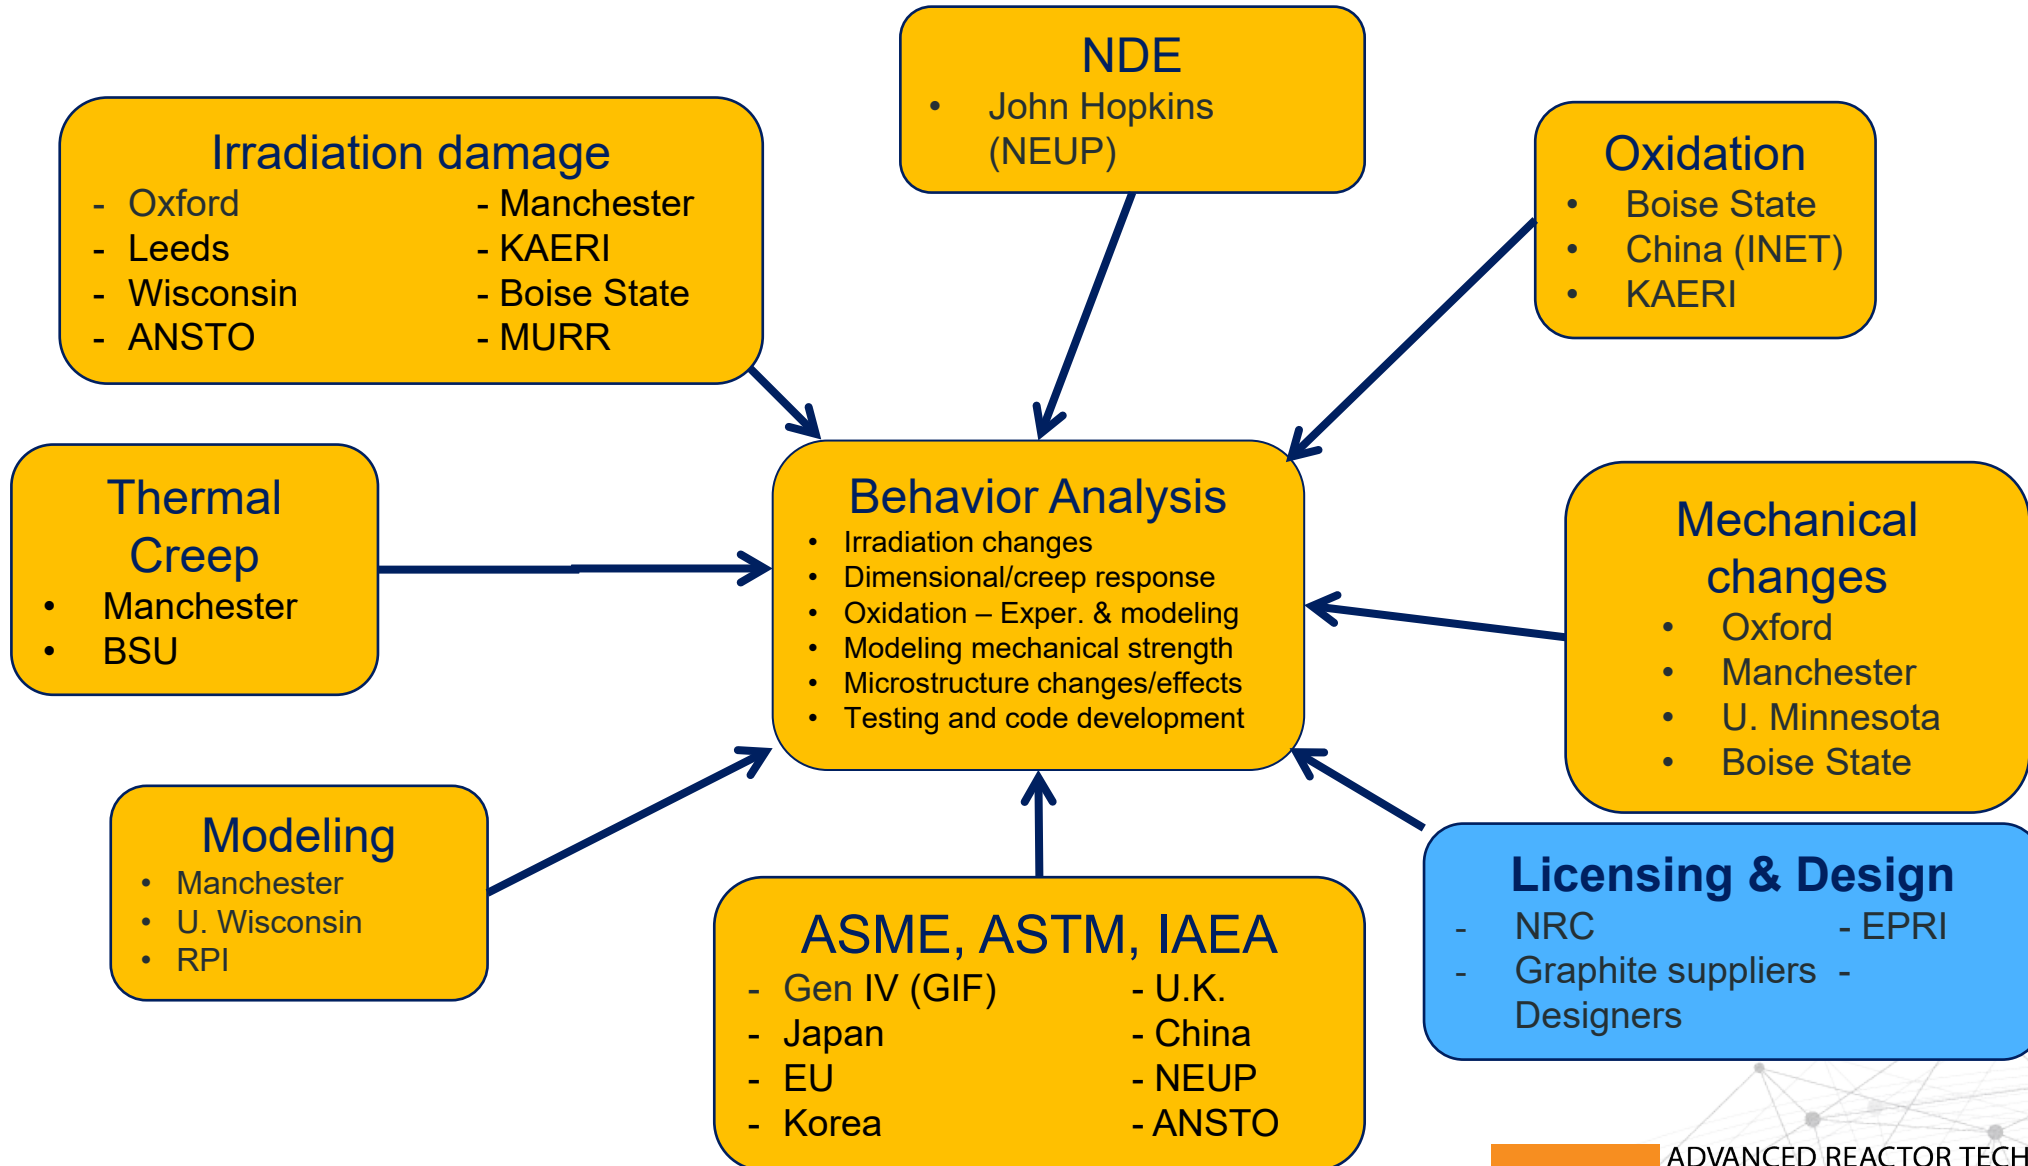 NDE
• John Hopkins
(NEUP)
Irradiation damage
- Oxford - Manchester
- Leeds - KAERI
- Wisconsin - Boise State
- ANSTO - MURR
Oxidation
• Boise State
• China (INET)
• KAERI
Thermal
Creep
• Manchester
• BSU
Behavior Analysis
• Irradiation changes
• Dimensional/creep response
• Oxidation – Exper. & modeling
• Modeling mechanical strength
• Microstructure changes/effects
• Testing and code development
Mechanical
changes
• Oxford
• Manchester
• U. Minnesota
• Boise State
Modeling
• Manchester
• U. Wisconsin
• RPI
ASME, ASTM, IAEA
- Gen IV (GIF) - U.K.
- Japan - China
- EU - NEUP
- Korea - ANSTO
Licensing & Design
- NRC - EPRI
- Graphite suppliers -
Designers
ADVANCED REACTOR TECH